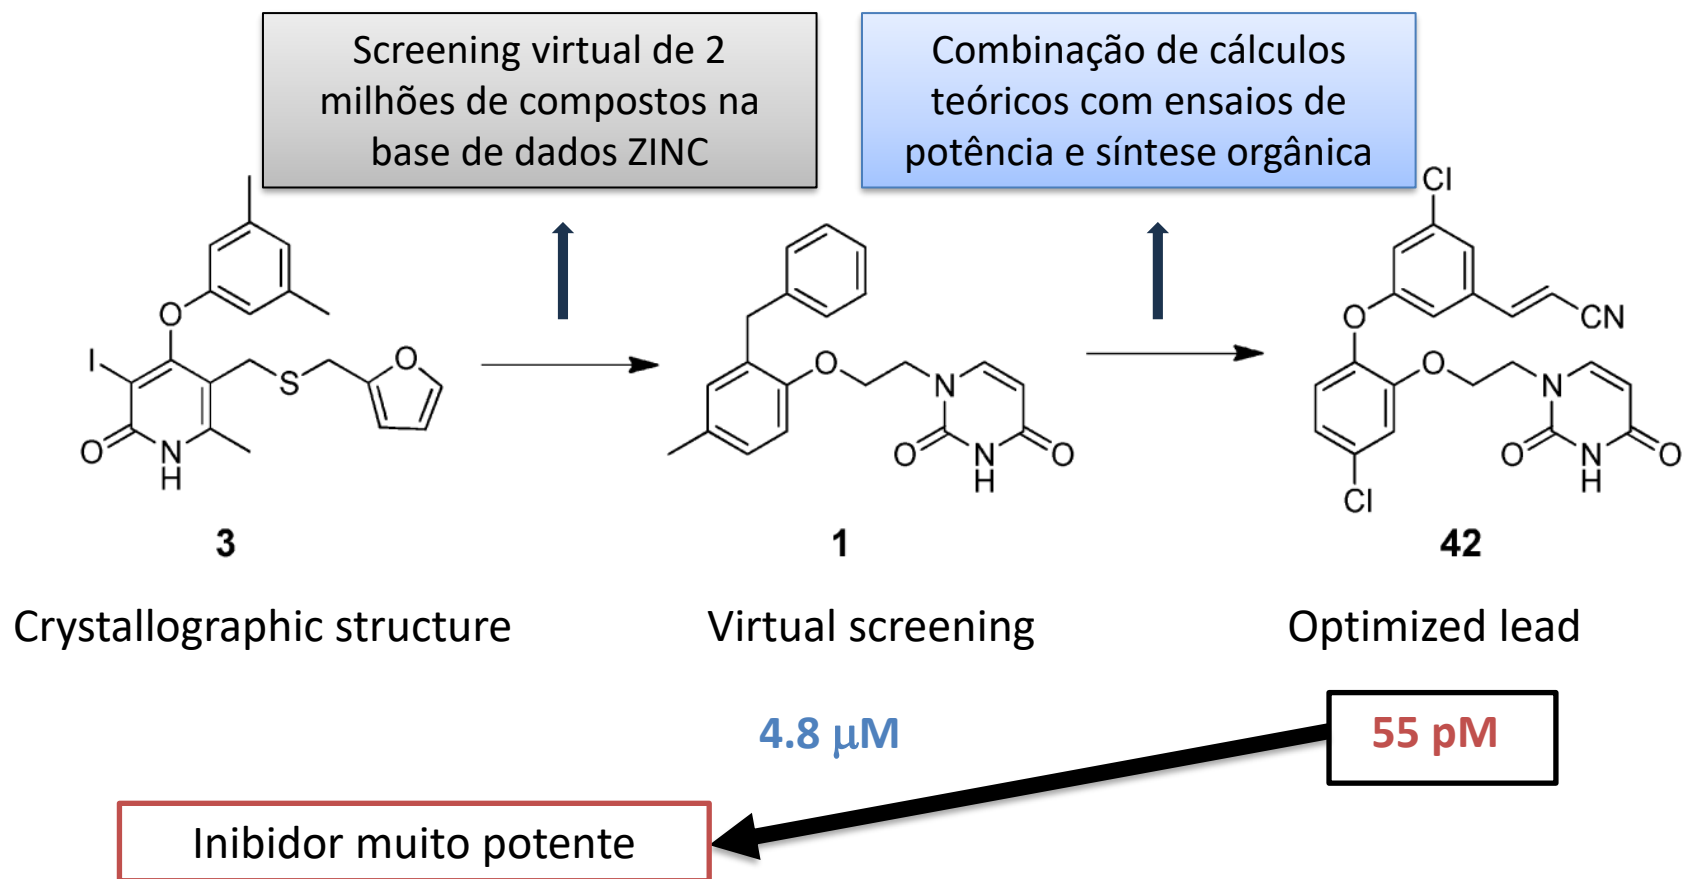 Screening virtual de 2
milhões de compostos na
base de dados ZINC
Combinação de cálculos
teóricos com ensaios de
potência e síntese orgânica
O
I
S
O
O
N
H
3
O
N
O
N
H
O
1
Cl
O
CN
O
N
O
N
H
O
Cl
42
Crystallographic structure
Virtual screening
Optimized lead
4.8 μM
55 pM
Inibidor muito potente